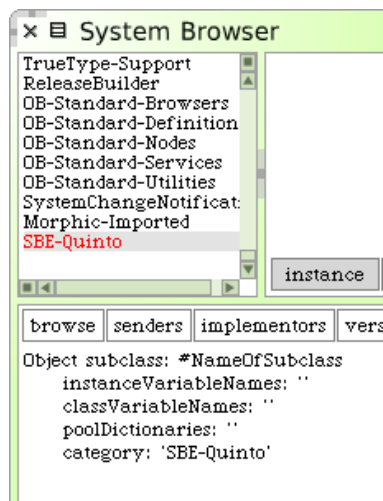 System Browser
TrueType-Support
ReleaseBuilder
OB-Standard-Browsers
OB-Standard-Definition
OB-Standard-Nodes
OB-Standard-Services
OB-Standard-Utilities
SystemChangeNotificat
Morphic-Imported
SBE-Quinto
instance
browse senders implementors vers
Object subclass: #NameOfSubclass
instanceVariableNames: ''
classVariableNames: ''
poolDictionaries: ''
category: 'SBE-Quinto'